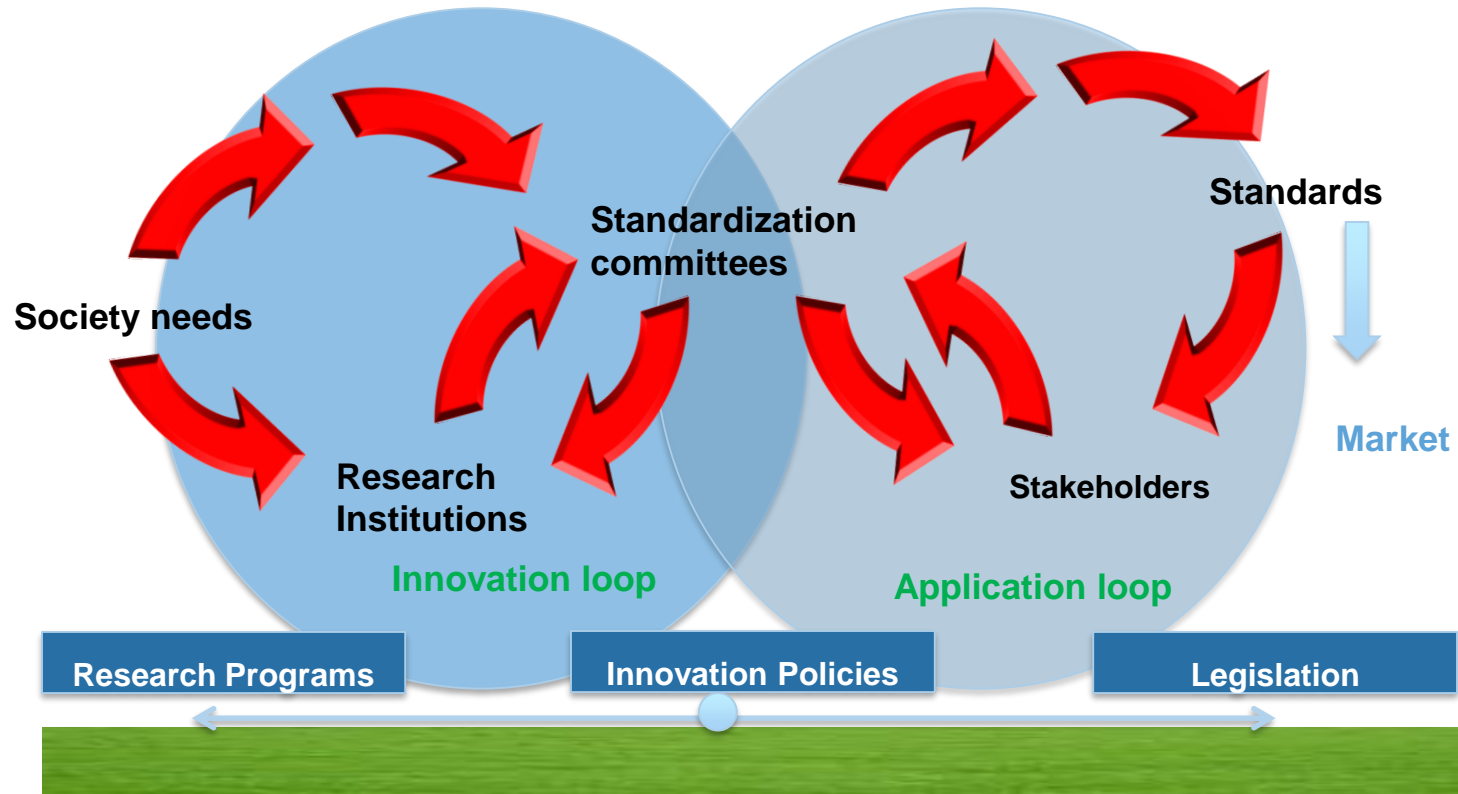 Standards
Standardization
committees
Society needs
Market
Research
Institutions
Stakeholders
Innovation loop
Application loop
Research Programs
Innovation Policies
Legislation